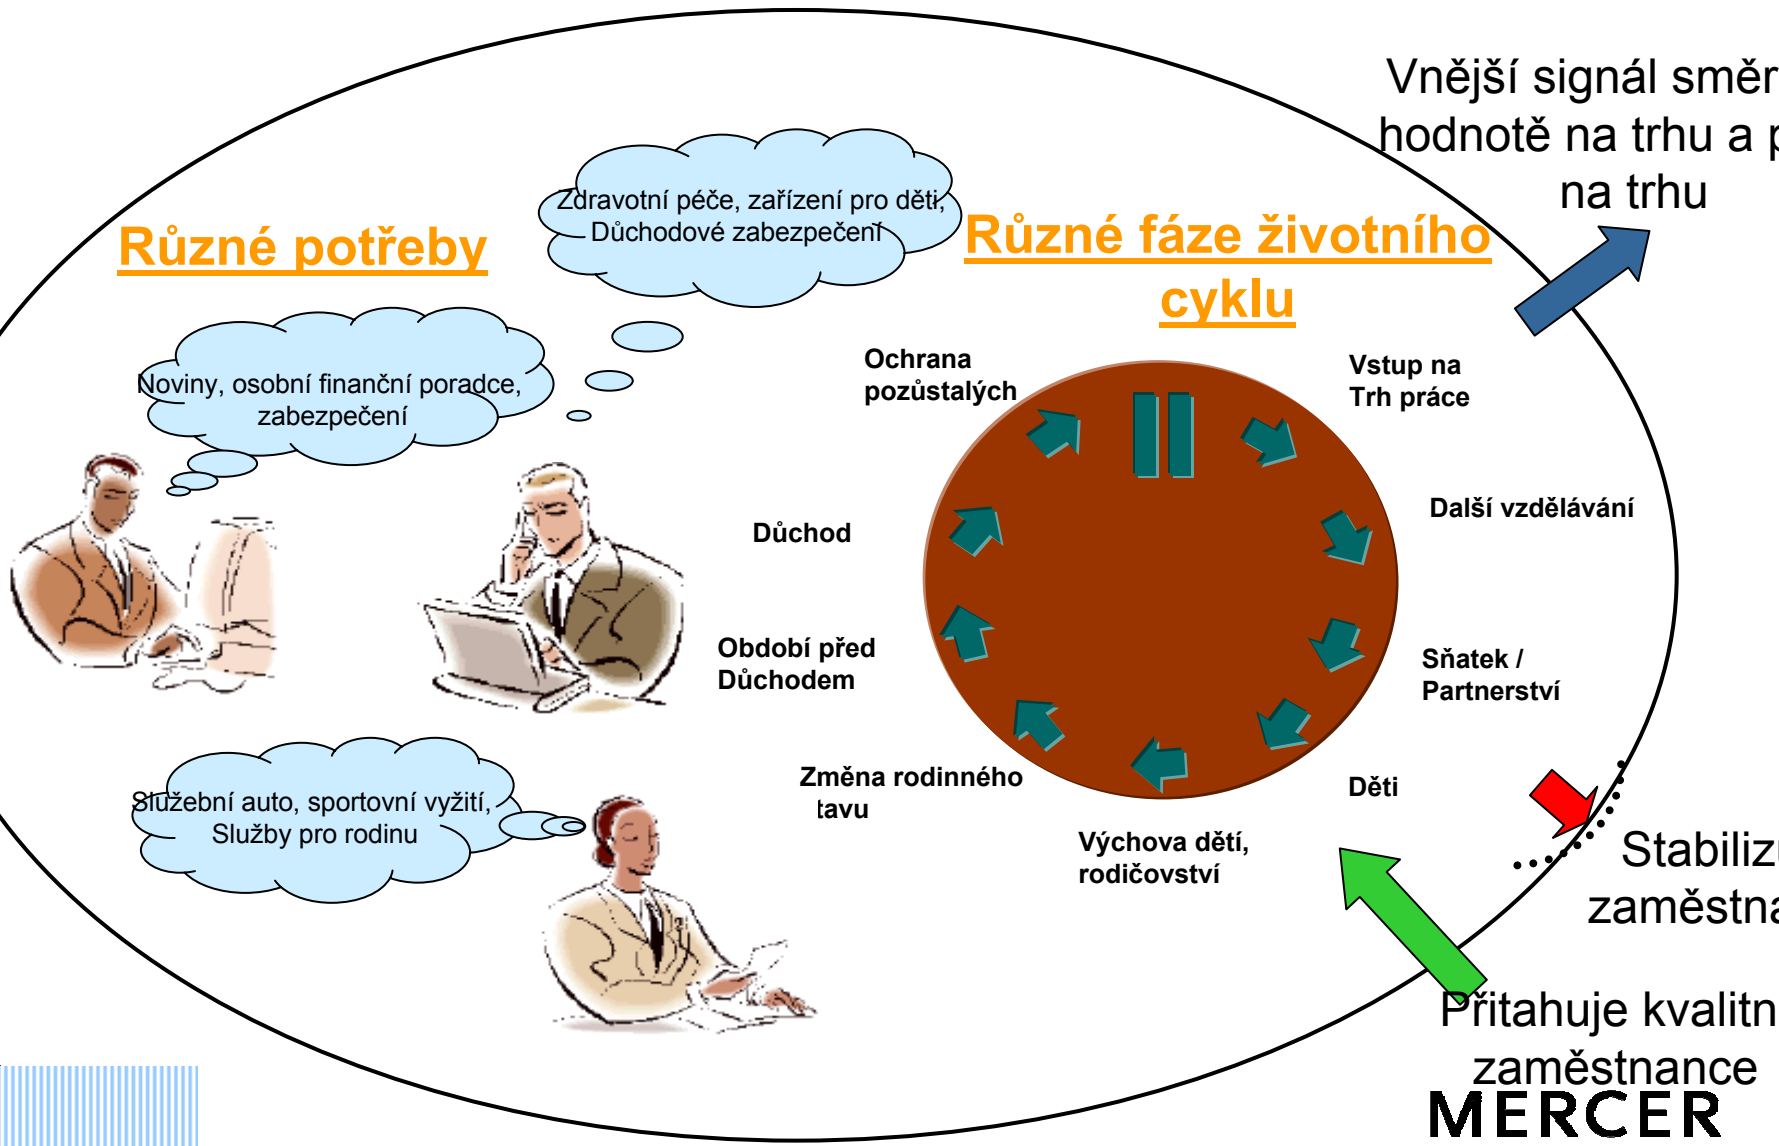 Vnější signál směr
hodnotě na trhu a p
na trhu
Různé potřeby
Zdravotní péče, zařízení pro děti,
Důchodové zabezpečení
Různé fáze životního
cyklu
Noviny, osobní finanční poradce,
zabezpečení
Ochrana
pozůstalých
Vstup na
Trh práce
Důchod
Další vzdělávání
Období před
Důchodem
Sňatek /
Partnerství
Služební auto, sportovní vyžití,
Služby pro rodinu
Změna rodinného
tavu
Děti
Výchova dětí,
rodičovství
Stabilizu
zaměstna
Přitahuje kvalitn
zaměstnance
MERCER